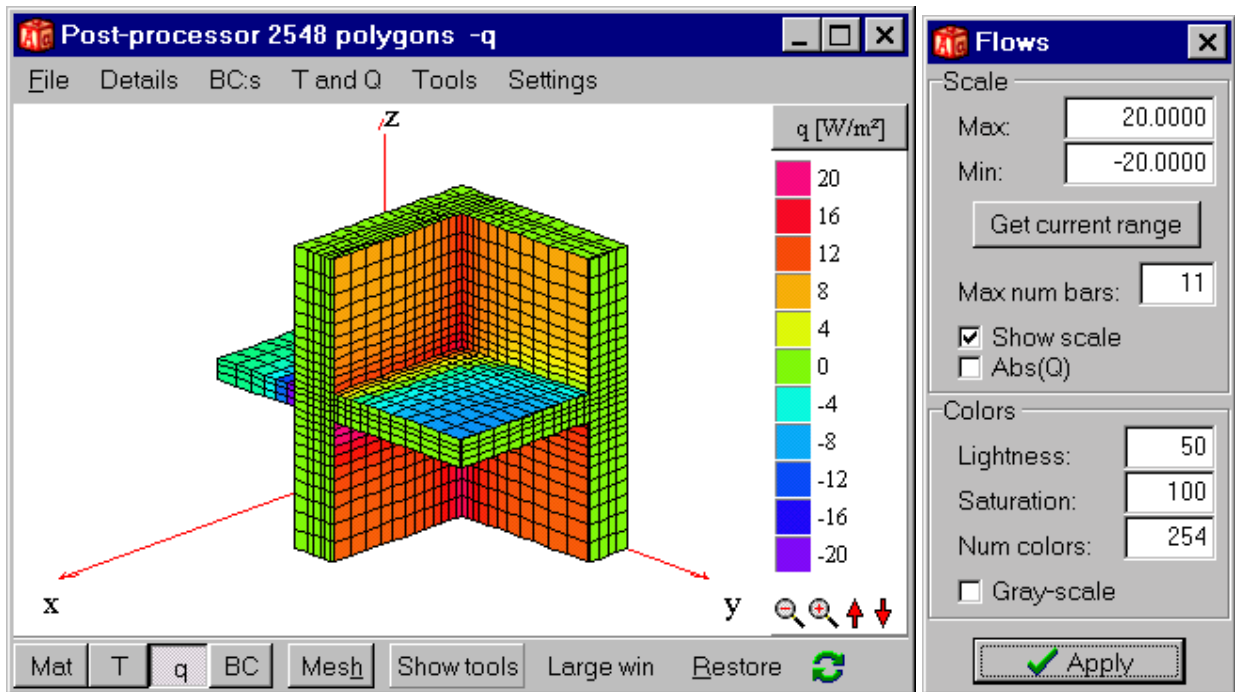 Post-processor 2548 polygons -q
File Details BC:s T and Q Tools Settings
z
q [W/m²]
20
16
12
8
4
0
-4
-8
-12
-16
-20
x
y
Mat T q BC Mesh Show tools Large win Restore
Flows
Scale
Max: 20.0000
Min: -20.0000
Get current range
Max num bars: 11
Show scale
Abs(Q)
Colors
Lightness: 50
Saturation: 100
Num colors: 254
Gray-scale
Apply